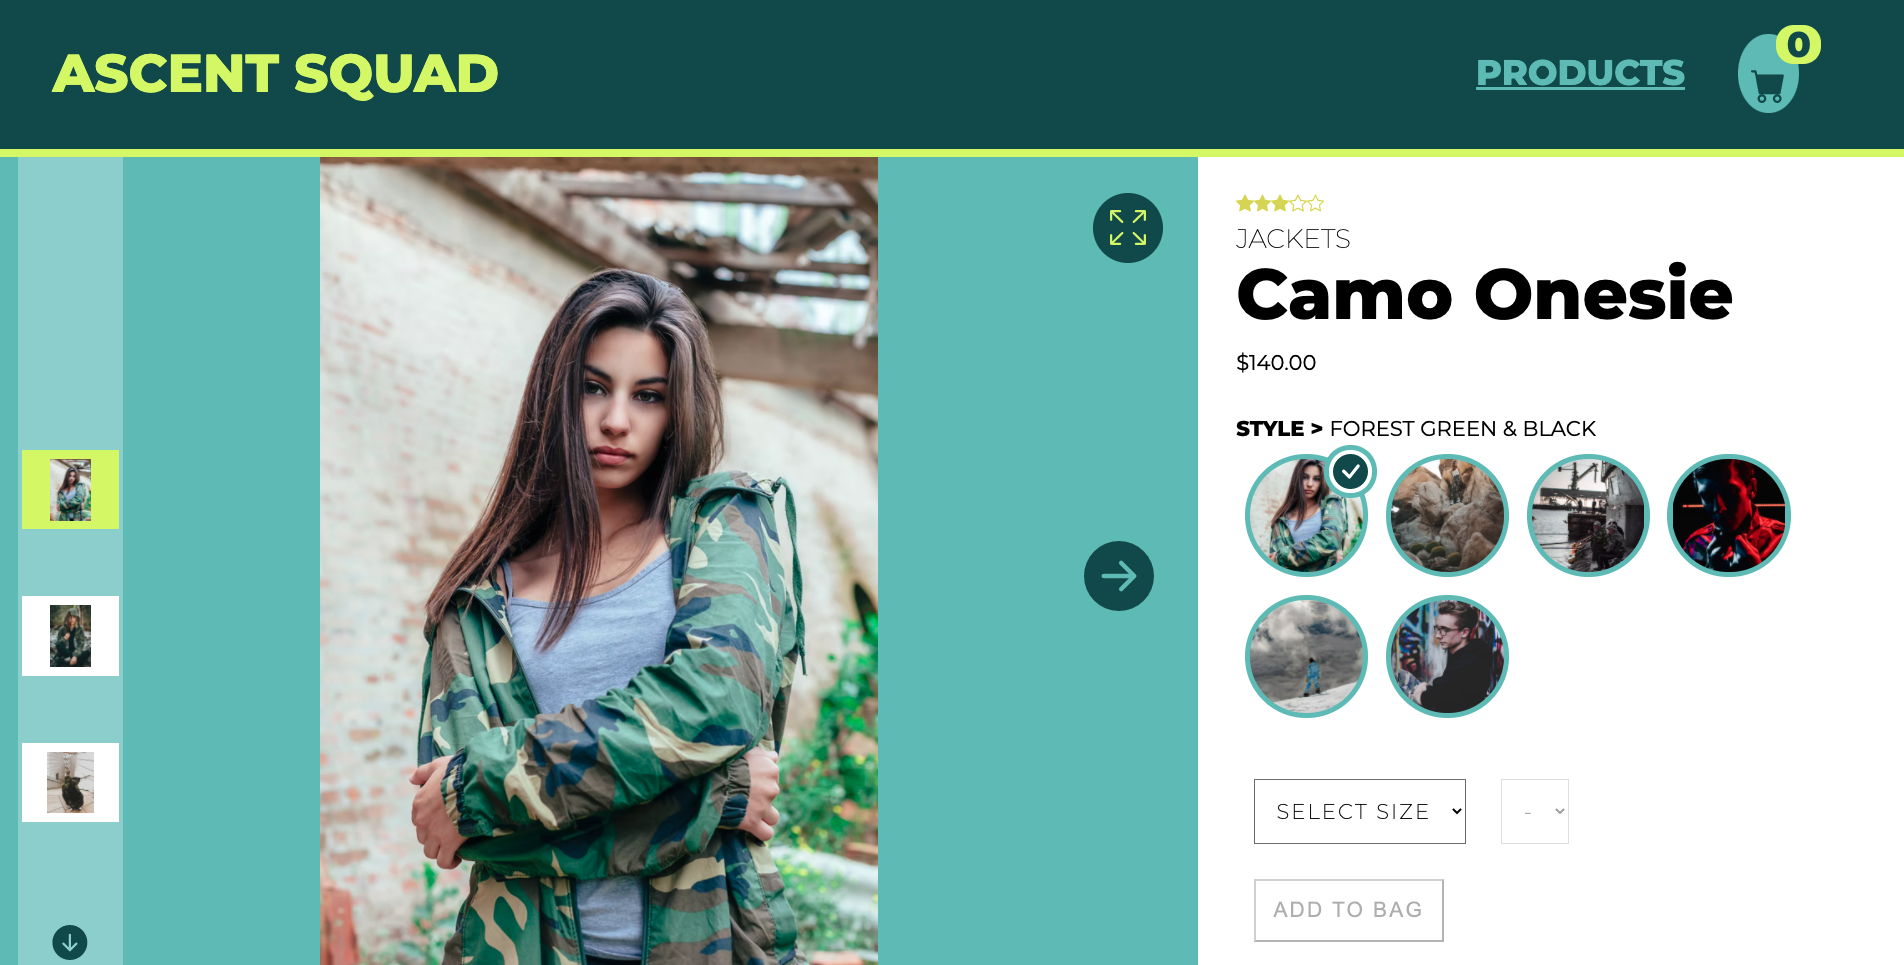 ASCENT SQUAD
PRODUCTS
0
JACKETS
Camo Onesie
$140.00
STYLE > FOREST GREEN & BLACK
SELECT SIZE
-
ADD TO BAG